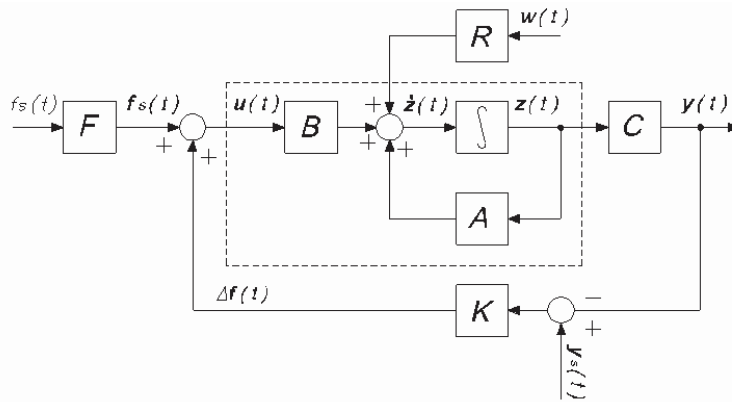 w(t)
R
fs(t)
F
fs(t)
+
+
u(t)
B
+
+
+
ż(t)
∫
z(t)
C
y(t)
A
Δf(t)
K
−
+
ys(t)